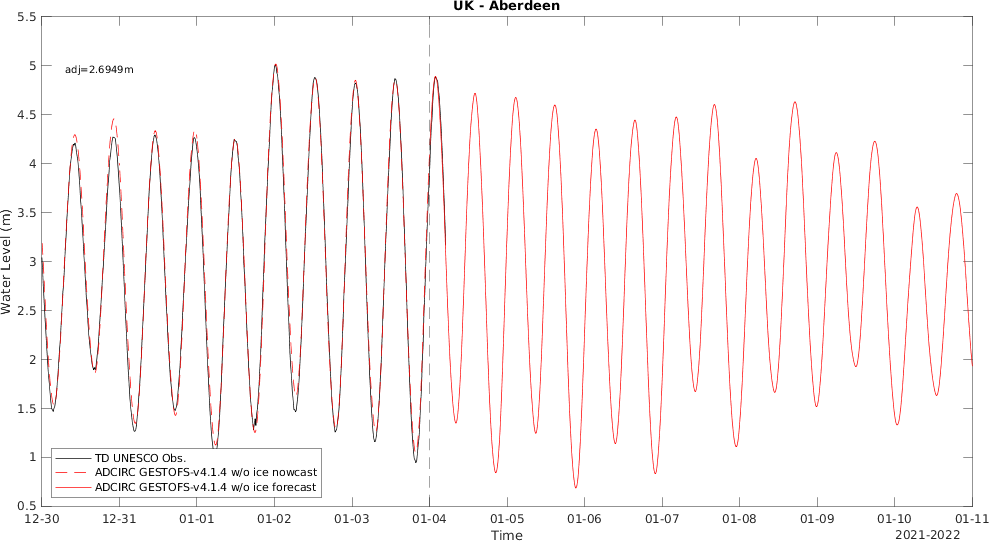 UK - Aberdeen
5.5
5
4.5
4
3.5
3
2.5
2
1.5
1
0.5
Water Level (m)
adj=2.6949m
TD UNESCO Obs.
ADCIRC GESTOFS-v4.1.4 w/o ice nowcast
ADCIRC GESTOFS-v4.1.4 w/o ice forecast
12-30 12-31 01-01 01-02 01-03 01-04 01-05 01-06 01-07 01-08 01-09 01-10 01-11
Time
2021-2022